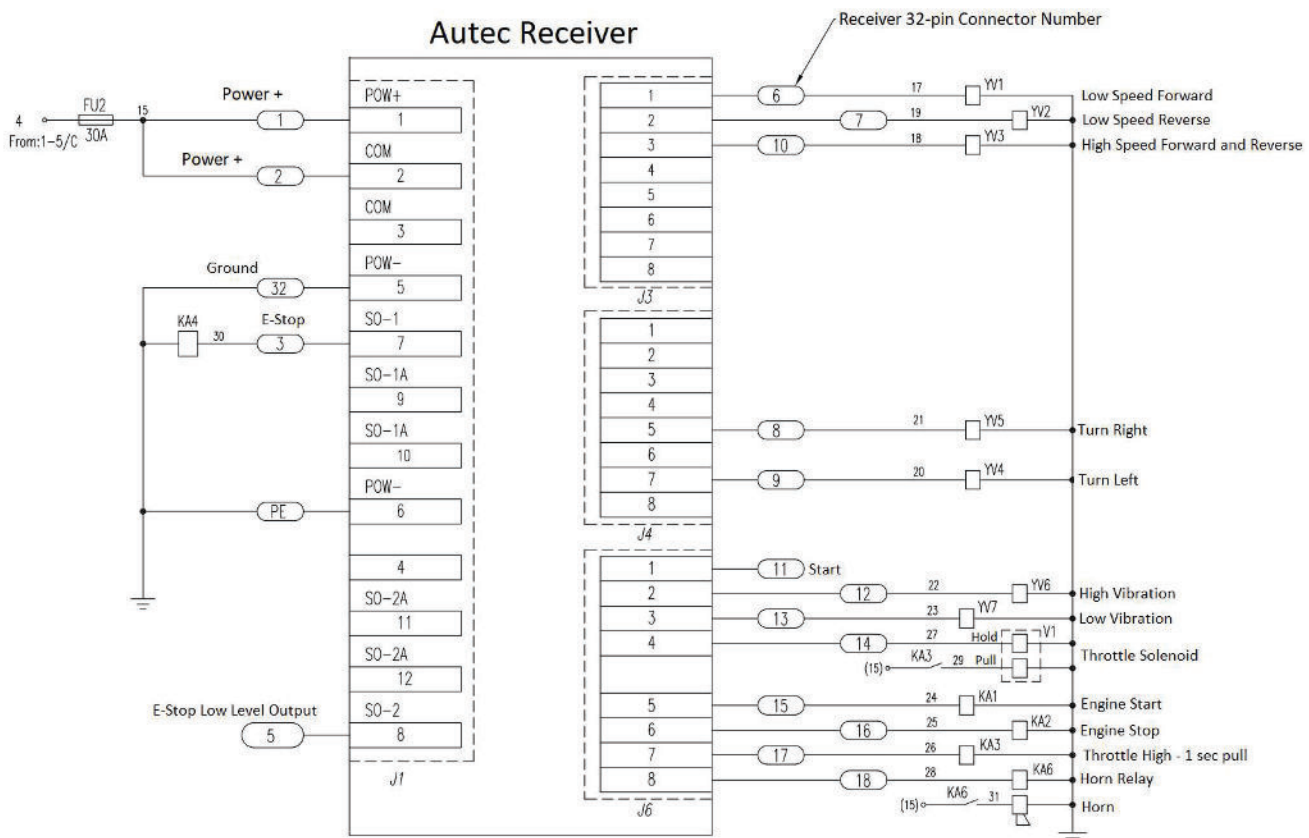 Receiver 32-pin Connector Number
Autec Receiver
4
From:1-5/C
FU2
30A
15
Power +
1
POW+
1
Power +
2
COM
2
COM
3
Ground
32
POW-
5
KA4
30
E-Stop
3
SO-1
7
SO-1A
9
SO-1A
10
PE
POW-
6
4
SO-2A
11
SO-2A
12
E-Stop Low Level Output
5
SO-2
8
J1
1
6
17
YV1
Low Speed Forward
2
7
19
YV2
Low Speed Reverse
3
10
18
YV3
High Speed Forward and Reverse
4
5
6
7
8
J3
1
2
3
4
5
8
21
YV5
Turn Right
6
7
9
20
YV4
Turn Left
8
J4
1
11
Start
2
12
22
YV6
High Vibration
3
13
23
YV7
Low Vibration
4
14
27
Hold
V1
Throttle Solenoid
(15)
KA3
29
Pull
5
15
24
KA1
Engine Start
6
16
25
KA2
Engine Stop
7
17
26
KA3
Throttle High - 1 sec pull
8
18
28
KA6
Horn Relay
(15)
KA6
31
Horn
J6